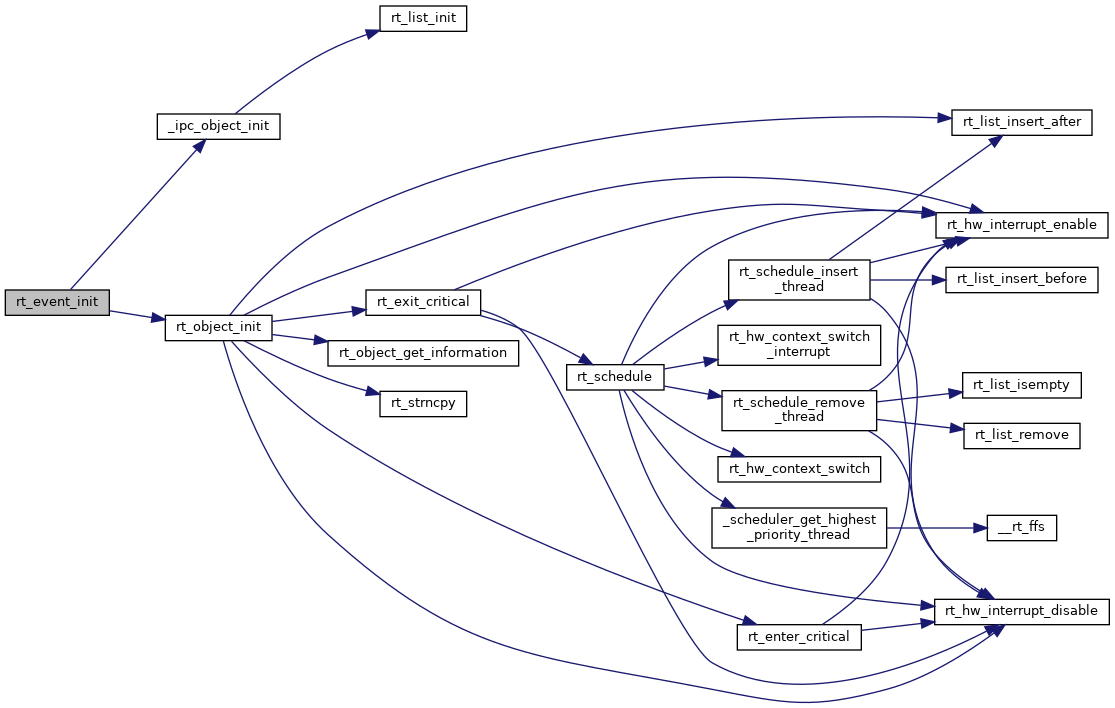 rt_list_init
_ipc_object_init
rt_list_insert_after
rt_hw_interrupt_enable
rt_schedule_insert
_thread
rt_list_insert_before
rt_event_init
rt_exit_critical
rt_object_init
rt_hw_context_switch
_interrupt
rt_object_get_information
rt_schedule
rt_list_isempty
rt_strncpy
rt_schedule_remove
_thread
rt_list_remove
rt_hw_context_switch
_scheduler_get_highest
_priority_thread
__rt_ffs
rt_hw_interrupt_disable
rt_enter_critical